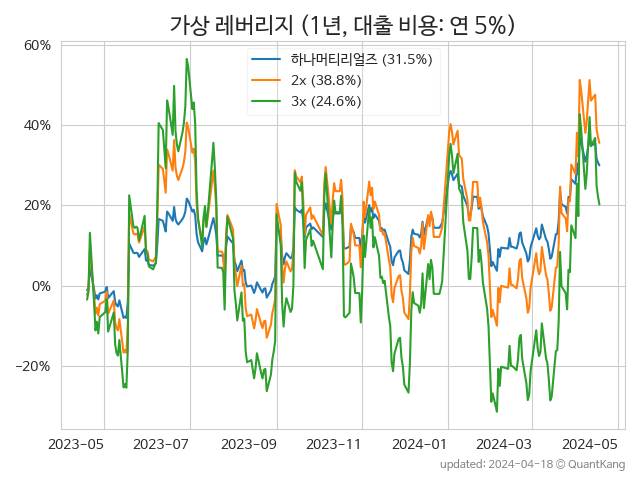 가상 레버리지 (1년, 대출 비용: 연 5%)
60%
40%
20%
0%
−20%
하나머티리얼즈 (31.5%)
2x (38.8%)
3x (24.6%)
2023-05 2023-07 2023-09 2023-11 2024-01 2024-03 2024-05
updated: 2024-04-18 © QuantKang